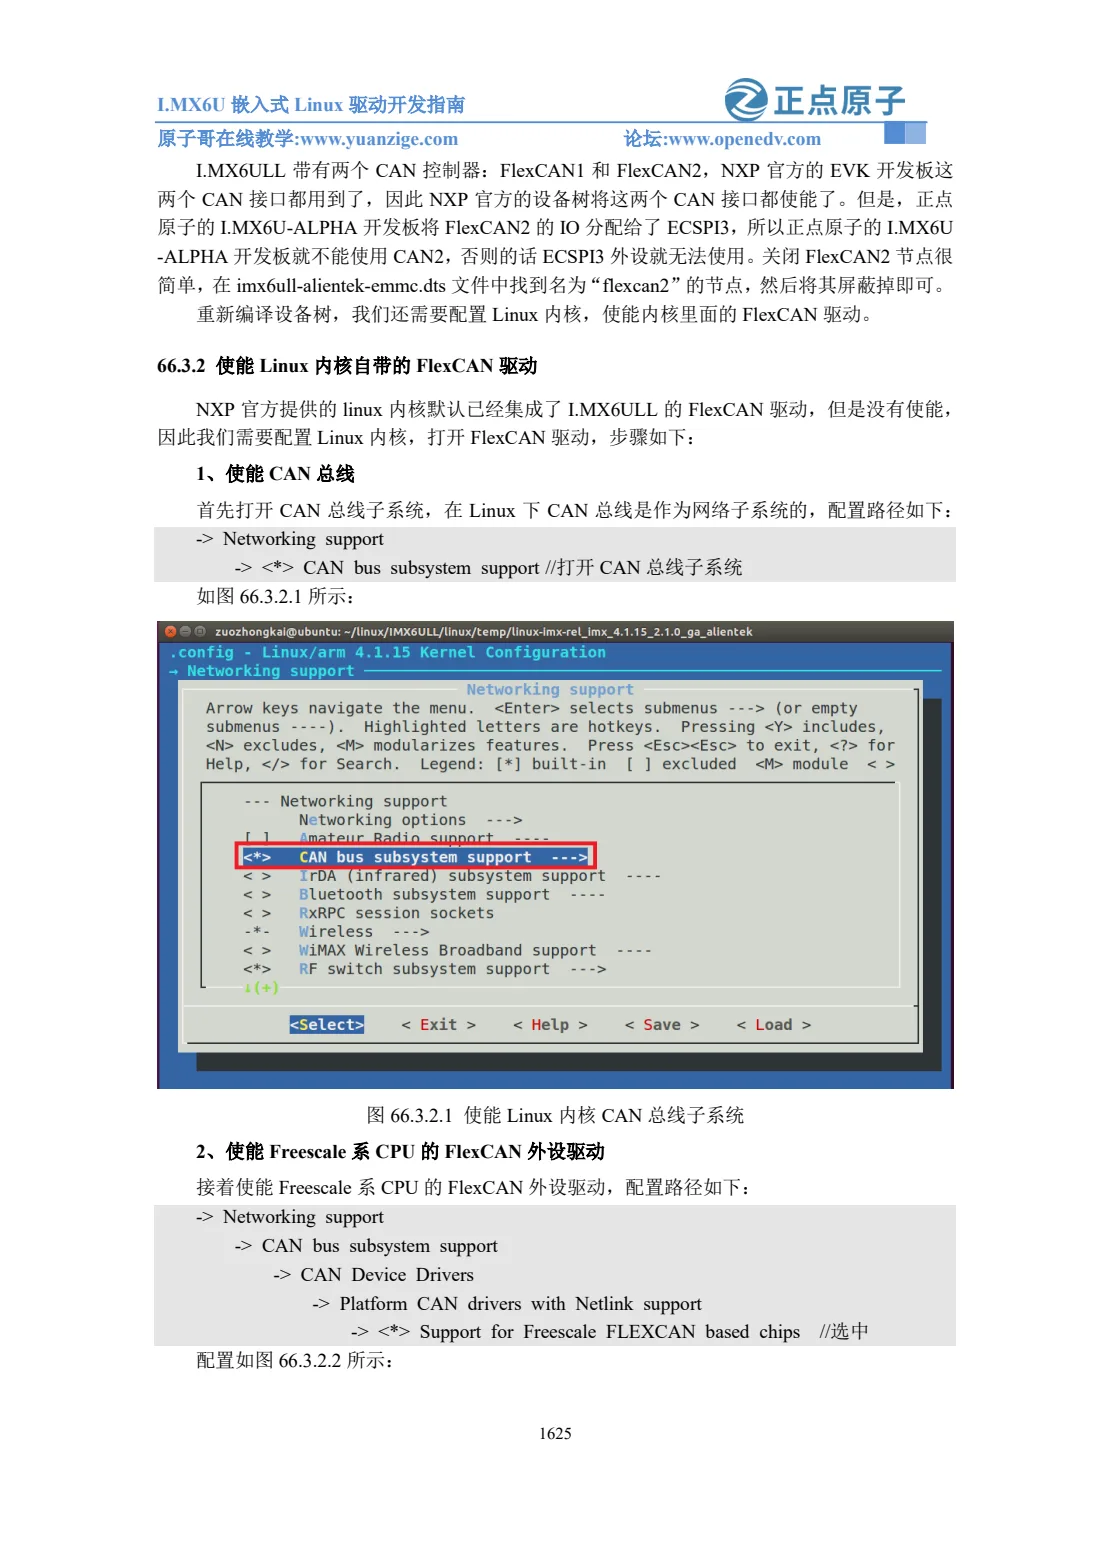 I.MX6U 嵌入式 Linux 驱动开发指南
正点原子
原子哥在线教学:www.yuanzige.com 论坛:www.openedv.com
I.MX6ULL 带有两个 CAN 控制器：FlexCAN1 和 FlexCAN2，NXP 官方的 EVK 开发板这
两个 CAN 接口都用到了，因此 NXP 官方的设备树将这两个 CAN 接口都使能了。但是，正点
原子的 I.MX6U-ALPHA 开发板将 FlexCAN2 的 IO 分配给了 ECSPI3，所以正点原子的 I.MX6U
-ALPHA 开发板就不能使用 CAN2，否则的话 ECSPI3 外设就无法使用。关闭 FlexCAN2 节点很
简单，在 imx6ull-alientek-emmc.dts 文件中找到名为“flexcan2”的节点，然后将其屏蔽掉即可。
重新编译设备树，我们还需要配置 Linux 内核，使能内核里面的 FlexCAN 驱动。
66.3.2 使能 Linux 内核自带的 FlexCAN 驱动
NXP 官方提供的 linux 内核默认已经集成了 I.MX6ULL 的 FlexCAN 驱动，但是没有使能，
因此我们需要配置 Linux 内核，打开 FlexCAN 驱动，步骤如下：
1、使能 CAN 总线
首先打开 CAN 总线子系统，在 Linux 下 CAN 总线是作为网络子系统的，配置路径如下：
-> Networking support
-> <*> CAN bus subsystem support //打开 CAN 总线子系统
如图 66.3.2.1 所示：
zuozhongkai@ubuntu: ~/linux/IMX6ULL/linux/temp/linux-imx-rel_imx_4.1.15_2.1.0_ga_alientek
.config - Linux/arm 4.1.15 Kernel Configuration
→ Networking support
Networking support
Arrow keys navigate the menu. <Enter> selects submenus ---> (or empty
submenus ----). Highlighted letters are hotkeys. Pressing <Y> includes,
<N> excludes, <M> modularizes features. Press <Esc><Esc> to exit, <?> for
Help, </> for Search. Legend: [*] built-in [ ] excluded <M> module < >
--- Networking support
Networking options --->
[ ] Amateur Radio support ----
<*> CAN bus subsystem support --->
< > IrDA (infrared) subsystem support ----
< > Bluetooth subsystem support ----
< > RxRPC session sockets
-*- Wireless --->
< > WiMAX Wireless Broadband support ----
<*> RF switch subsystem support --->
↓(+)
<Select> < Exit > < Help > < Save > < Load >
图 66.3.2.1 使能 Linux 内核 CAN 总线子系统
2、使能 Freescale 系 CPU 的 FlexCAN 外设驱动
接着使能 Freescale 系 CPU 的 FlexCAN 外设驱动，配置路径如下：
-> Networking support
-> CAN bus subsystem support
-> CAN Device Drivers
-> Platform CAN drivers with Netlink support
-> <*> Support for Freescale FLEXCAN based chips //选中
配置如图 66.3.2.2 所示：
1625